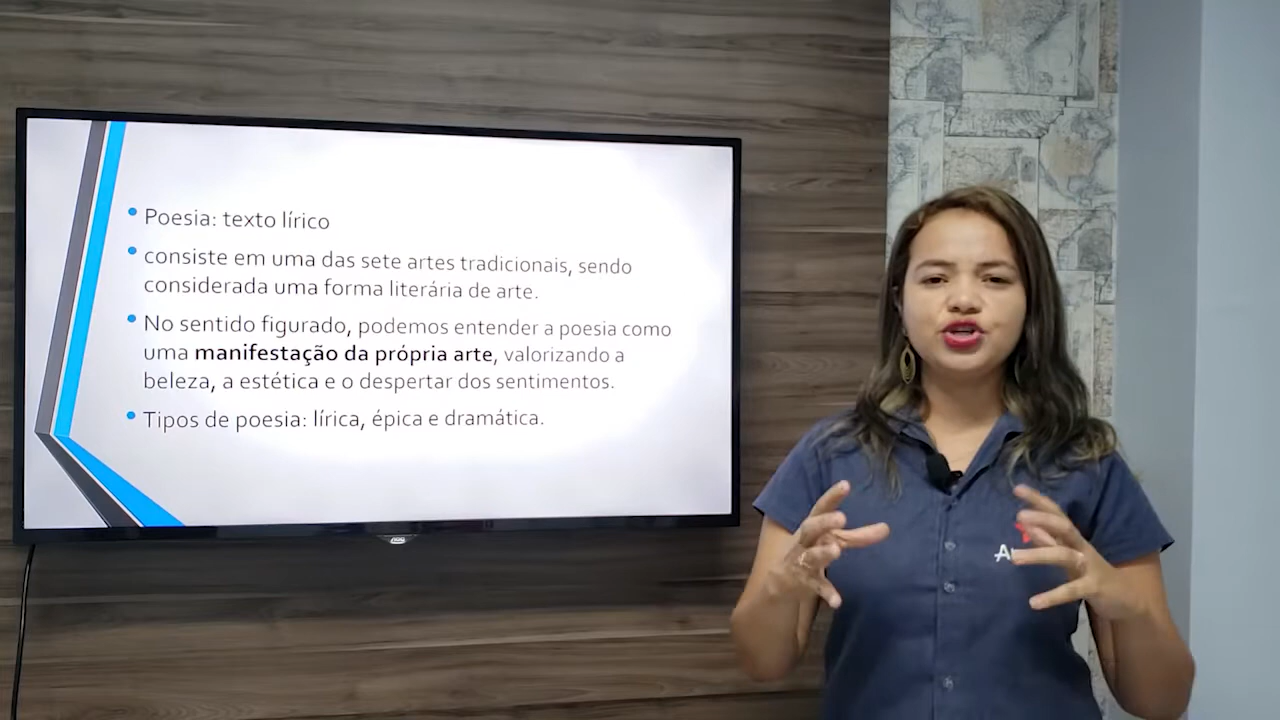 Poesia: texto lírico
consiste em uma das sete artes tradicionais, sendo
considerada uma forma literária de arte.
No sentido figurado, podemos entender a poesia como
uma manifestação da própria arte, valorizando a
beleza, a estética e o despertar dos sentimentos.
Tipos de poesia: lírica, épica e dramática.